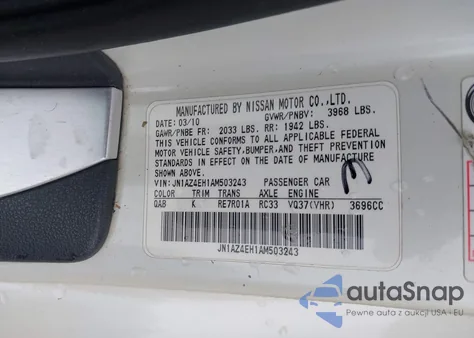 MANUFACTURED BY NISSAN MOTOR CO.,LTD.
DATE: 03/10 GVWR/PNBV: 3968 LBS.
GAWR/PNBE FR: 2033 LBS. RR: 1942 LBS.
THIS VEHICLE CONFORMS TO ALL APPLICABLE FEDERAL
MOTOR VEHICLE SAFETY, BUMPER, AND THEFT PREVENTION
STANDARDS IN EFFECT ON THE DATE OF MANUFACTURE
SHOWN ABOVE.
VIN: JN1AZ4EH1AM503243 PASSENGER CAR
COLOR TRIM TRANS AXLE ENGINE
QAB K RE7R01A RC33 VQ37(VHR) 3696CC
JN1AZ4EH1AM503243
M
autoSnap
Pewne auta z aukcji USA i EU